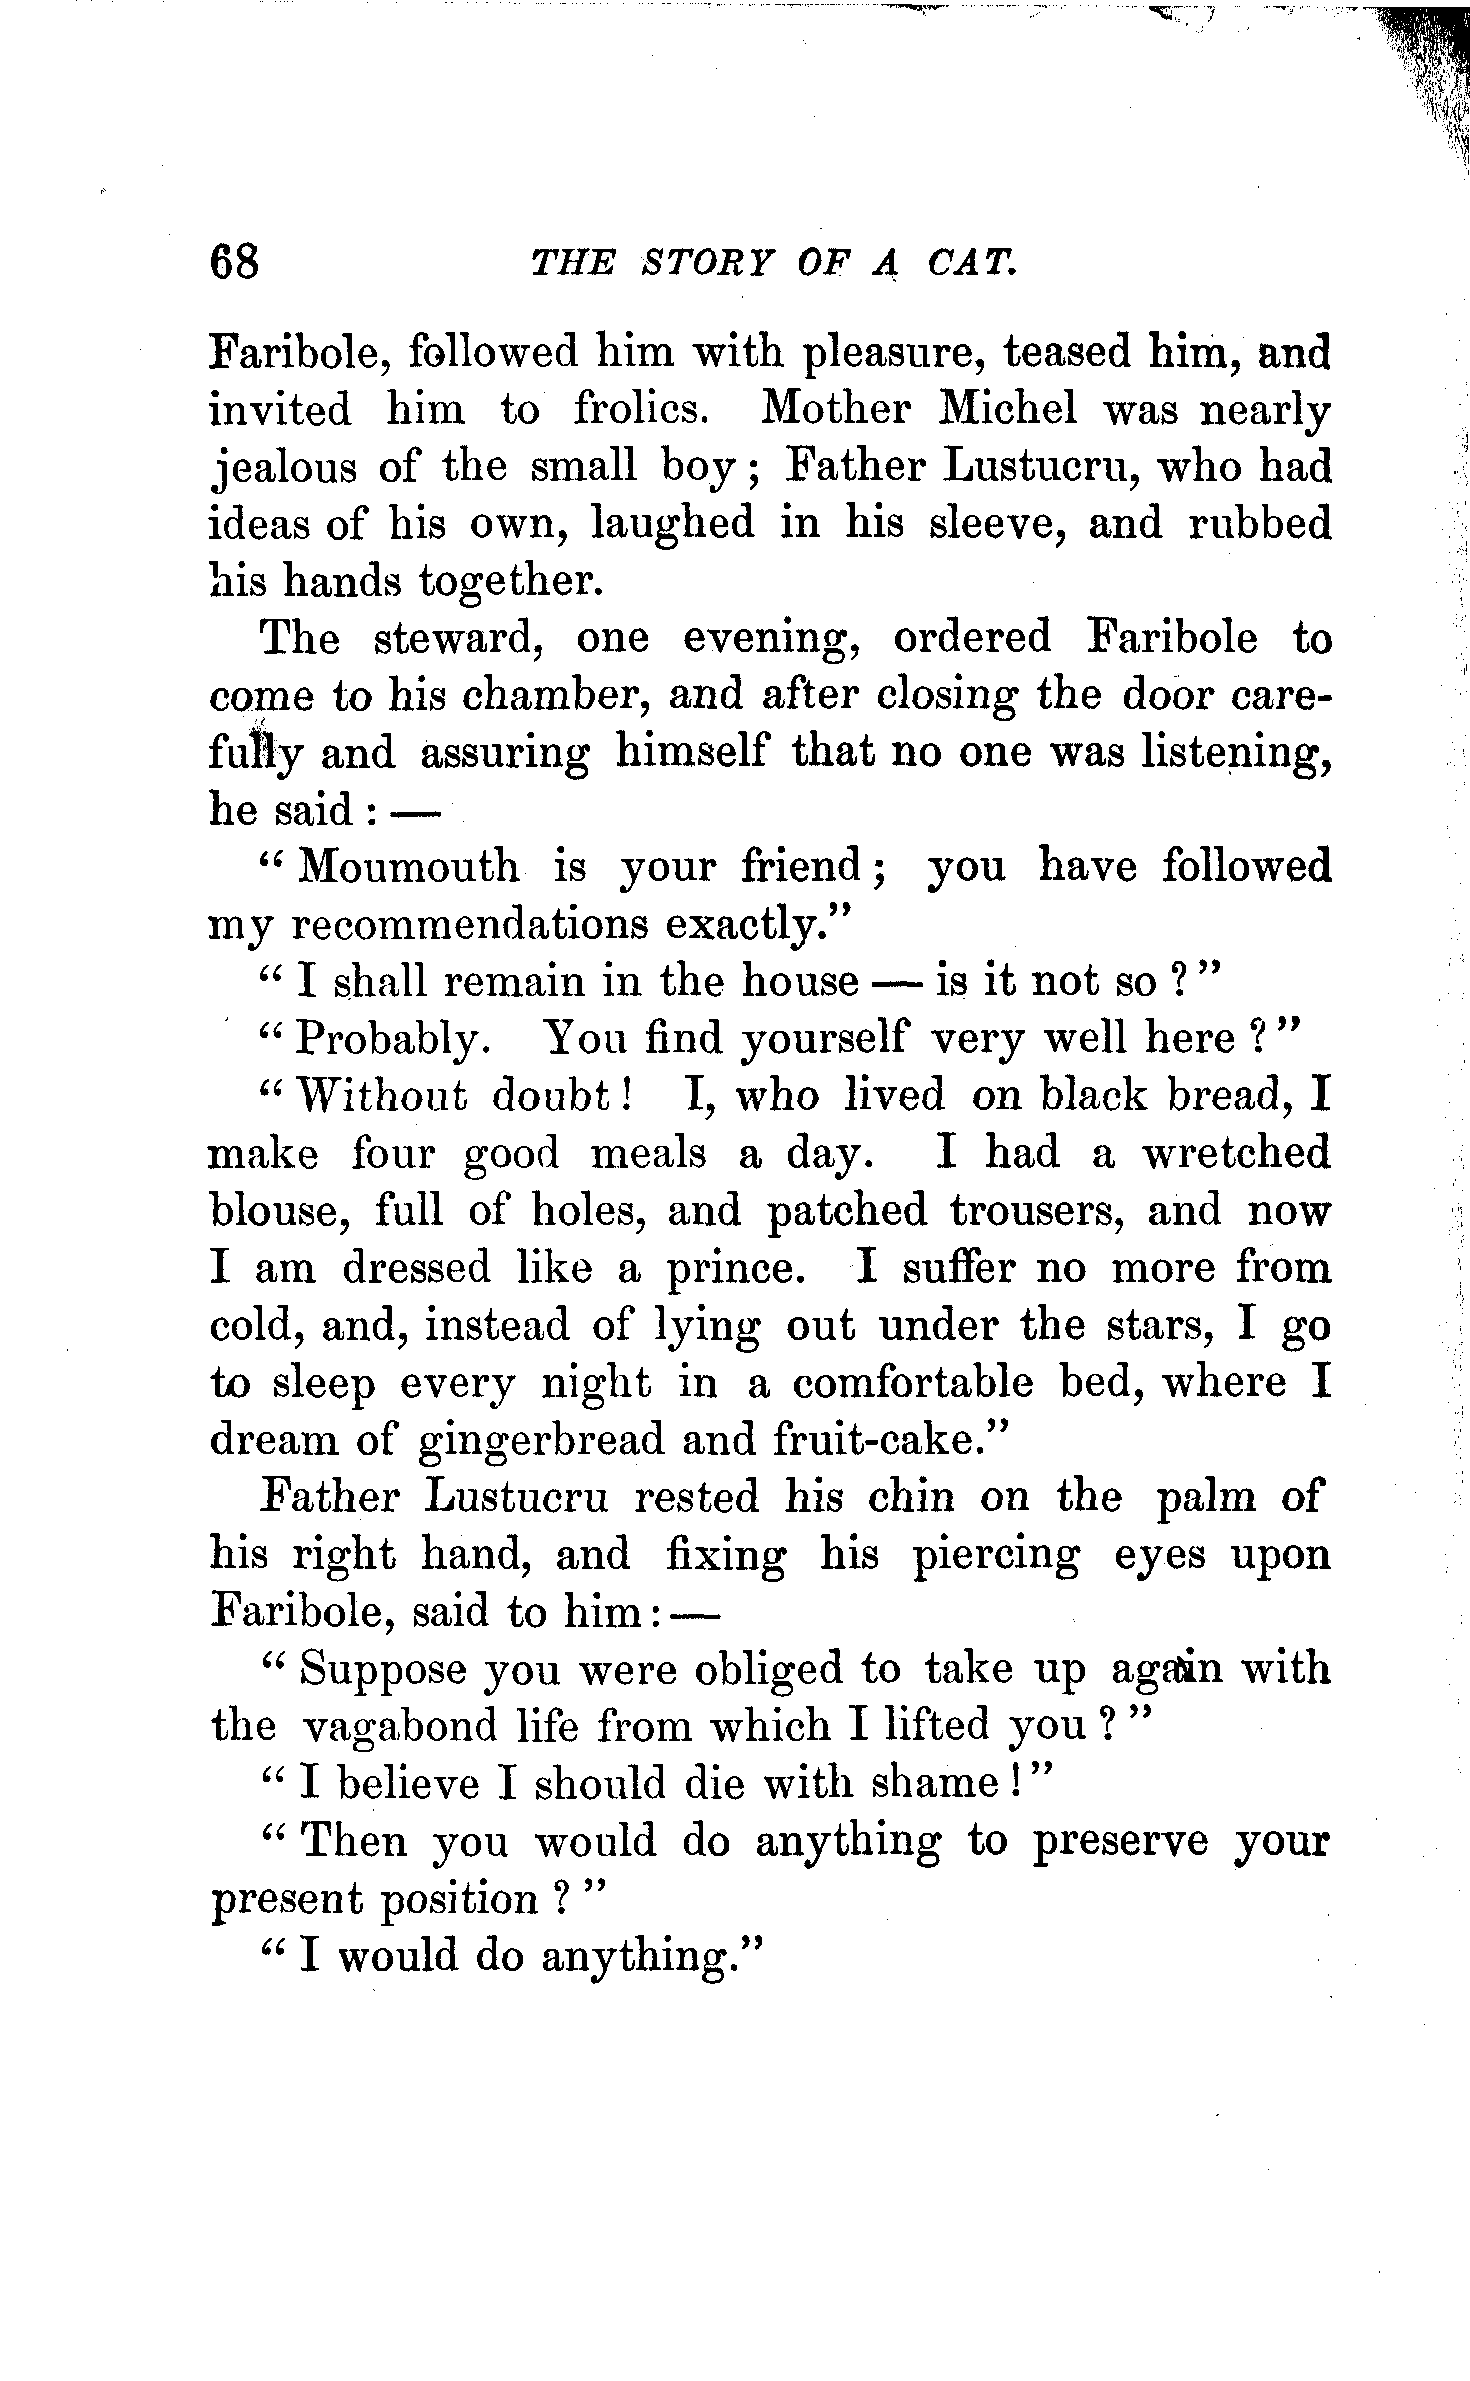 68 THE STORY OF A CAT.
Faribole, followed him with pleasure, teased him, and
invited him to frolics. Mother Michel was nearly
jealous of the small boy; Father Lustucru, who had
ideas of his own, laughed in his sleeve, and rubbed
his hands together.
The steward, one evening, ordered Faribole to
come to his chamber, and after closing the door care-
fully and assuring himself that no one was listening,
he said: —
“Moumouth is your friend; you have followed
my recommendations exactly.”
“I shall remain in the house — is it not so?”
“Probably. You find yourself very well here?”
“Without doubt! I, who lived on black bread, I
make four good meals a day. I had a wretched
blouse, full of holes, and patched trousers, and now
I am dressed like a prince. I suffer no more from
cold, and, instead of lying out under the stars, I go
to sleep every night in a comfortable bed, where I
dream of gingerbread and fruit-cake.”
Father Lustucru rested his chin on the palm of
his right hand, and fixing his piercing eyes upon
Faribole, said to him: —
“Suppose you were obliged to take up again with
the vagabond life from which I lifted you?”
“I believe I should die with shame!”
“Then you would do anything to preserve your
present position?”
“I would do anything.”